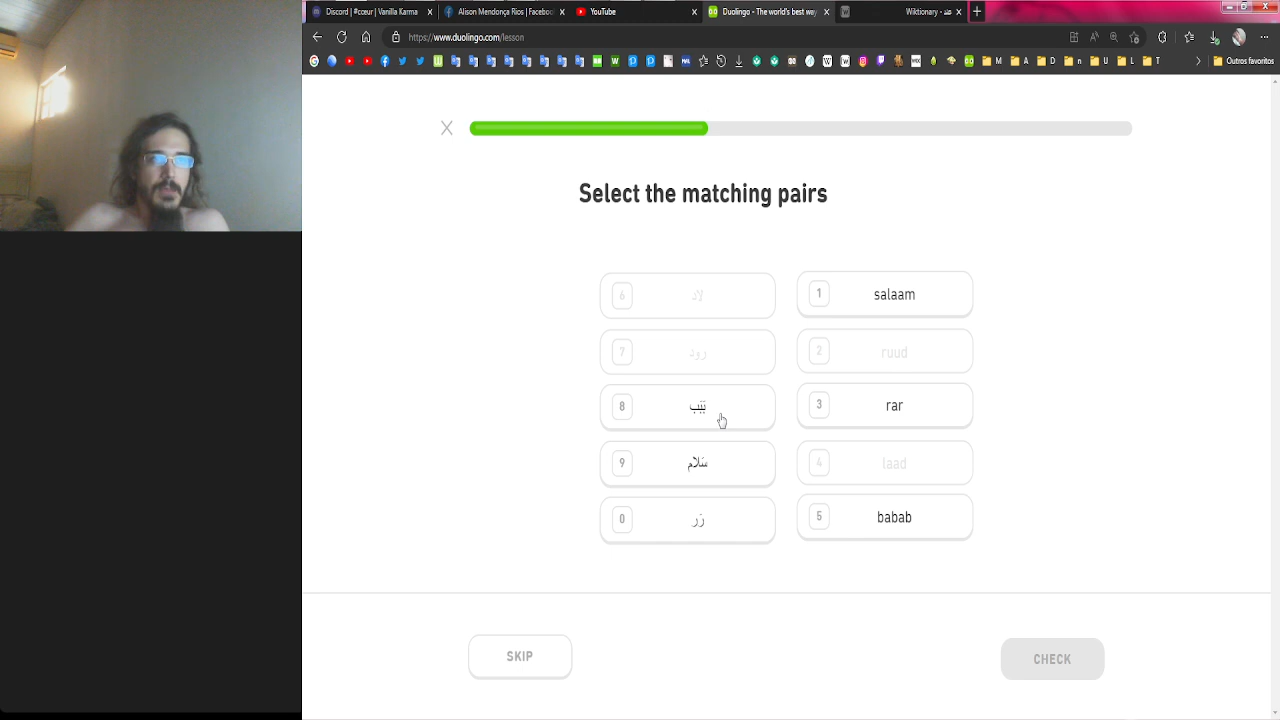 Discord | #cœur | Vanilla Karma
Alison Mendonça Rios | Facebook
YouTube
Duolingo - The world's best way
Wiktionary
https://www.duolingo.com/lesson
M
A
D
n
U
L
T
Outros favoritos
X
Select the matching pairs
6 لاد
1 salaam
7 رود
2 ruud
8 بَبَب
3 rar
9 سَلام
4 laad
0 رَر
5 babab
SKIP
CHECK